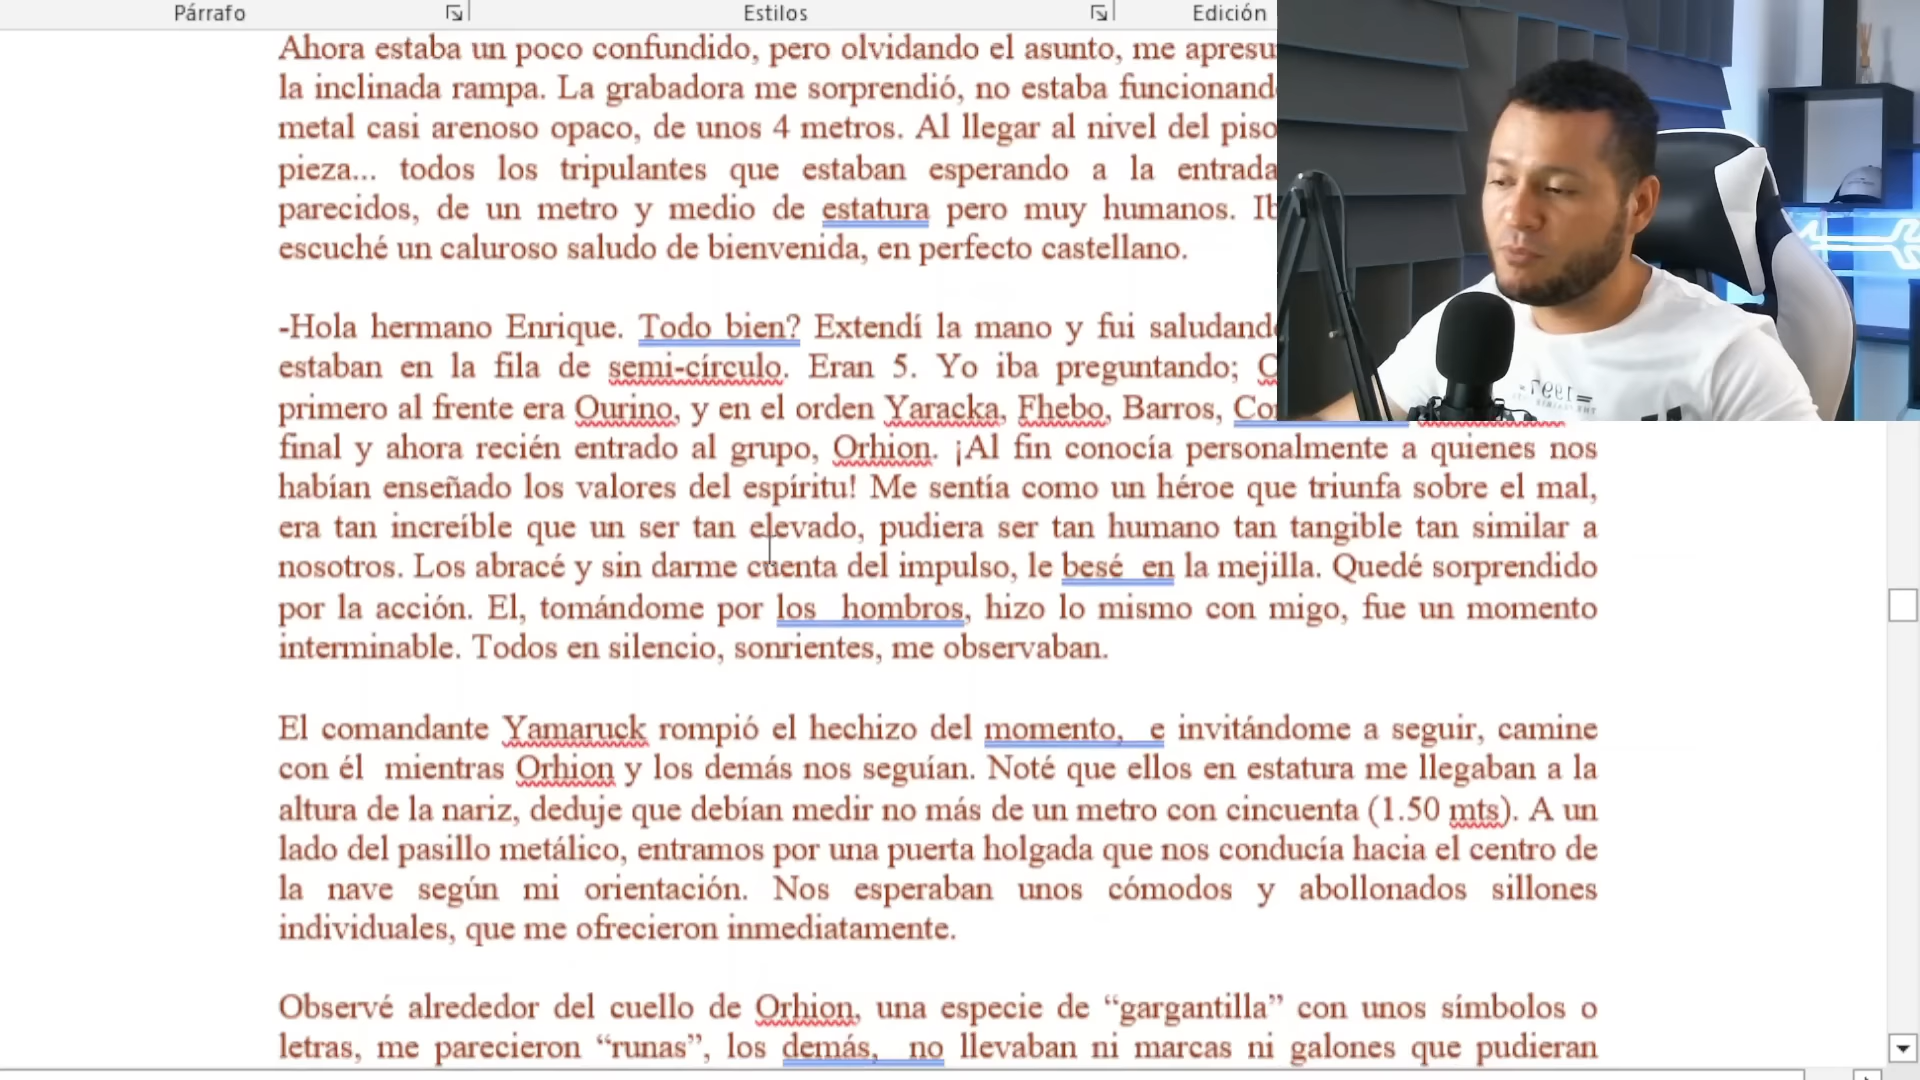 Párrafo
Estilos
Edición
Ahora estaba un poco confundido, pero olvidando el asunto, me
la inclinada rampa. La grabadora me sorprendió, no estaba
metal casi arenoso opaco, de unos 4 metros. Al llegar al nivel del piso
pieza... todos los tripulantes que estaban esperando a la entrada
parecidos, de un metro y medio de estatura pero muy humanos.
escuché un caluroso saludo de bienvenida, en perfecto castellano.
-Hola hermano Enrique. Todo bien? Extendí la mano y fui
estaban en la fila de semi-círculo. Eran 5. Yo iba preguntando;
primero al frente era Ourino, y en el orden Yaracka, Fhebo, Barros,
final y ahora recién entrado al grupo, Orhion. ¡Al fin conocía personalmente a quienes nos
habían enseñado los valores del espíritu! Me sentía como un héroe que triunfa sobre el mal,
era tan increíble que un ser tan elevado, pudiera ser tan humano tan tangible tan similar a
nosotros. Los abracé y sin darme cuenta del impulso, le besé en la mejilla. Quedé sorprendido
por la acción. El, tomándome por los hombros, hizo lo mismo con migo, fue un momento
interminable. Todos en silencio, sonrientes, me observaban.
El comandante Yamaruck rompió el hechizo del momento, e invitándome a seguir, camine
con él mientras Orhion y los demás nos seguían. Noté que ellos en estatura me llegaban a la
altura de la nariz, deduje que debían medir no más de un metro con cincuenta (1.50 mts). A un
lado del pasillo metálico, entramos por una puerta holgada que nos conducía hacia el centro de
la nave según mi orientación. Nos esperaban unos cómodos y abollonados sillones
individuales, que me ofrecieron inmediatamente.
Observé alrededor del cuello de Orhion, una especie de “gargantilla” con unos símbolos o
letras, me parecieron “runas”, los demás, no llevaban ni marcas ni galones que pudieran